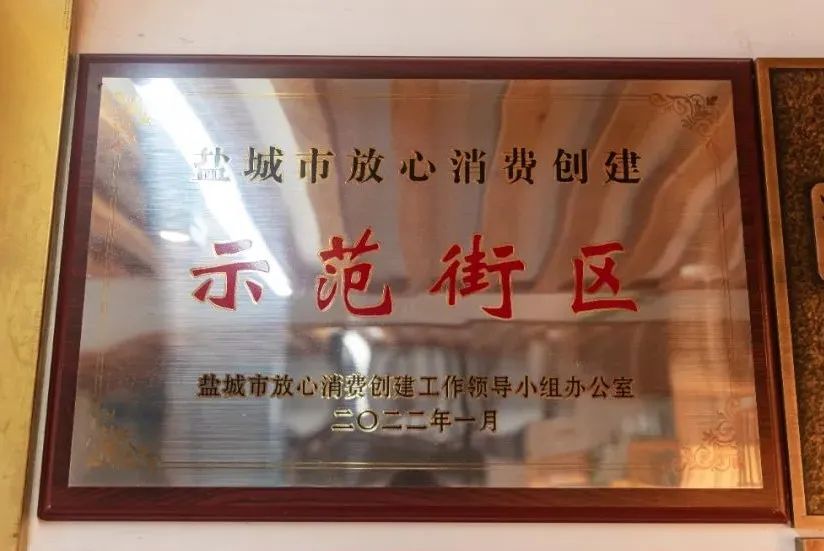 盐城市放心消费创建
示范街区
盐城市放心消费创建工作领导小组办公室
二〇二二年一月